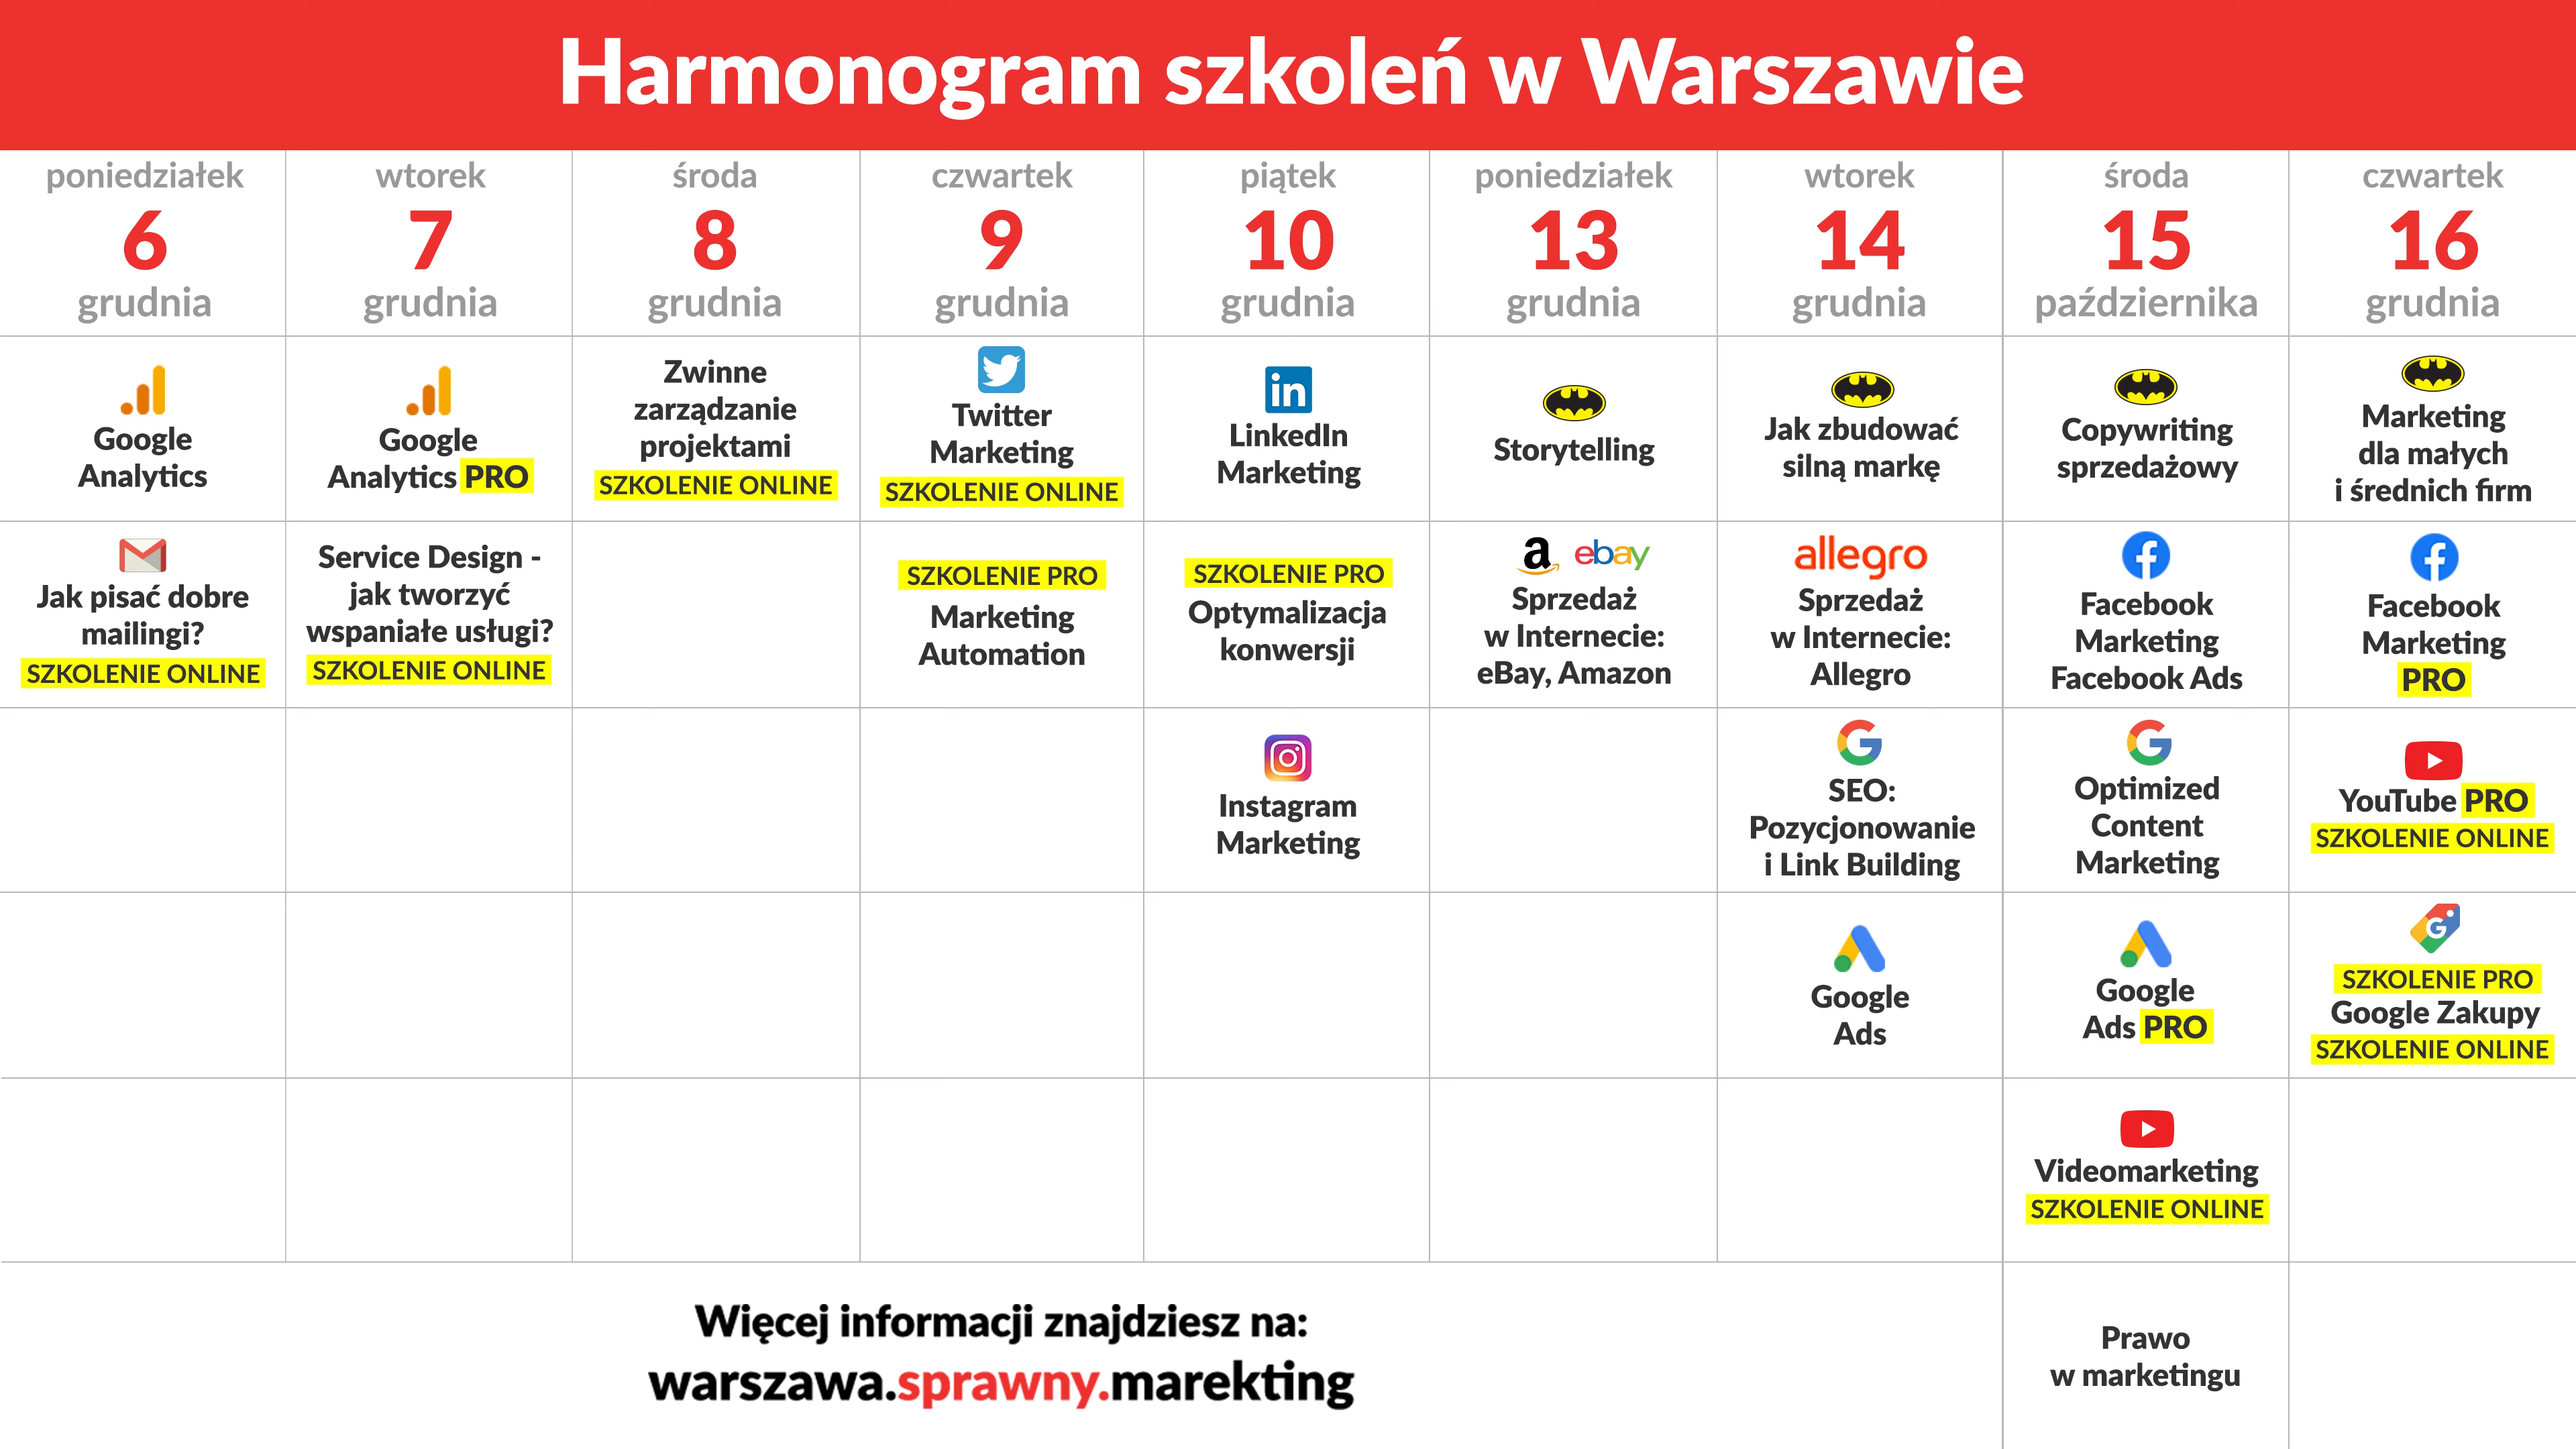 Harmonogram szkoleń w Warszawie
poniedziałek
6
grudnia
wtorek
7
grudnia
środa
8
grudnia
czwartek
9
grudnia
piątek
10
grudnia
poniedziałek
13
grudnia
wtorek
14
grudnia
środa
15
października
czwartek
16
grudnia
Google
Analytics
Google
Analytics PRO
Zwinne
zarządzanie
projektami
SZKOLENIE ONLINE
Twitter
Marketing
SZKOLENIE ONLINE
in
LinkedIn
Marketing
Storytelling
Jak zbudować
silną markę
Copywriting
sprzedażowy
Marketing
dla małych
i średnich firm
Jak pisać dobre
mailingi?
SZKOLENIE ONLINE
Service Design -
jak tworzyć
wspaniałe usługi?
SZKOLENIE ONLINE
SZKOLENIE PRO
Marketing
Automation
SZKOLENIE PRO
Optymalizacja
konwersji
a ebay
Sprzedaż
w Internecie:
eBay, Amazon
allegro
Sprzedaż
w Internecie:
Allegro
Facebook
Marketing
Facebook Ads
Facebook
Marketing
PRO
Instagram
Marketing
SEO:
Pozycjonowanie
i Link Building
Optimized
Content
Marketing
YouTube PRO
SZKOLENIE ONLINE
Google
Ads
Google
Ads PRO
G
SZKOLENIE PRO
Google Zakupy
SZKOLENIE ONLINE
Videomarketing
SZKOLENIE ONLINE
Więcej informacji znajdziesz na:
warszawa.sprawny.marekting
Prawo
w marketingu